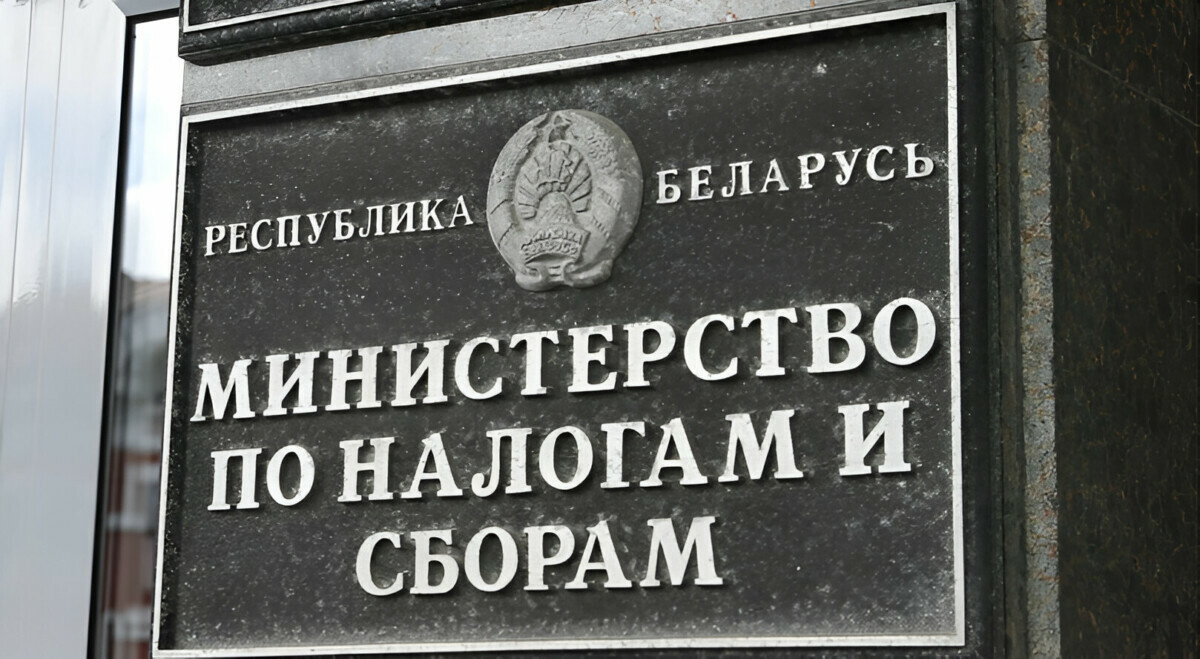 РЕСПУБЛИКА БЕЛАРУСЬ
МИНИСТЕРСТВО
ПО НАЛОГАМ И
СБОРАМ